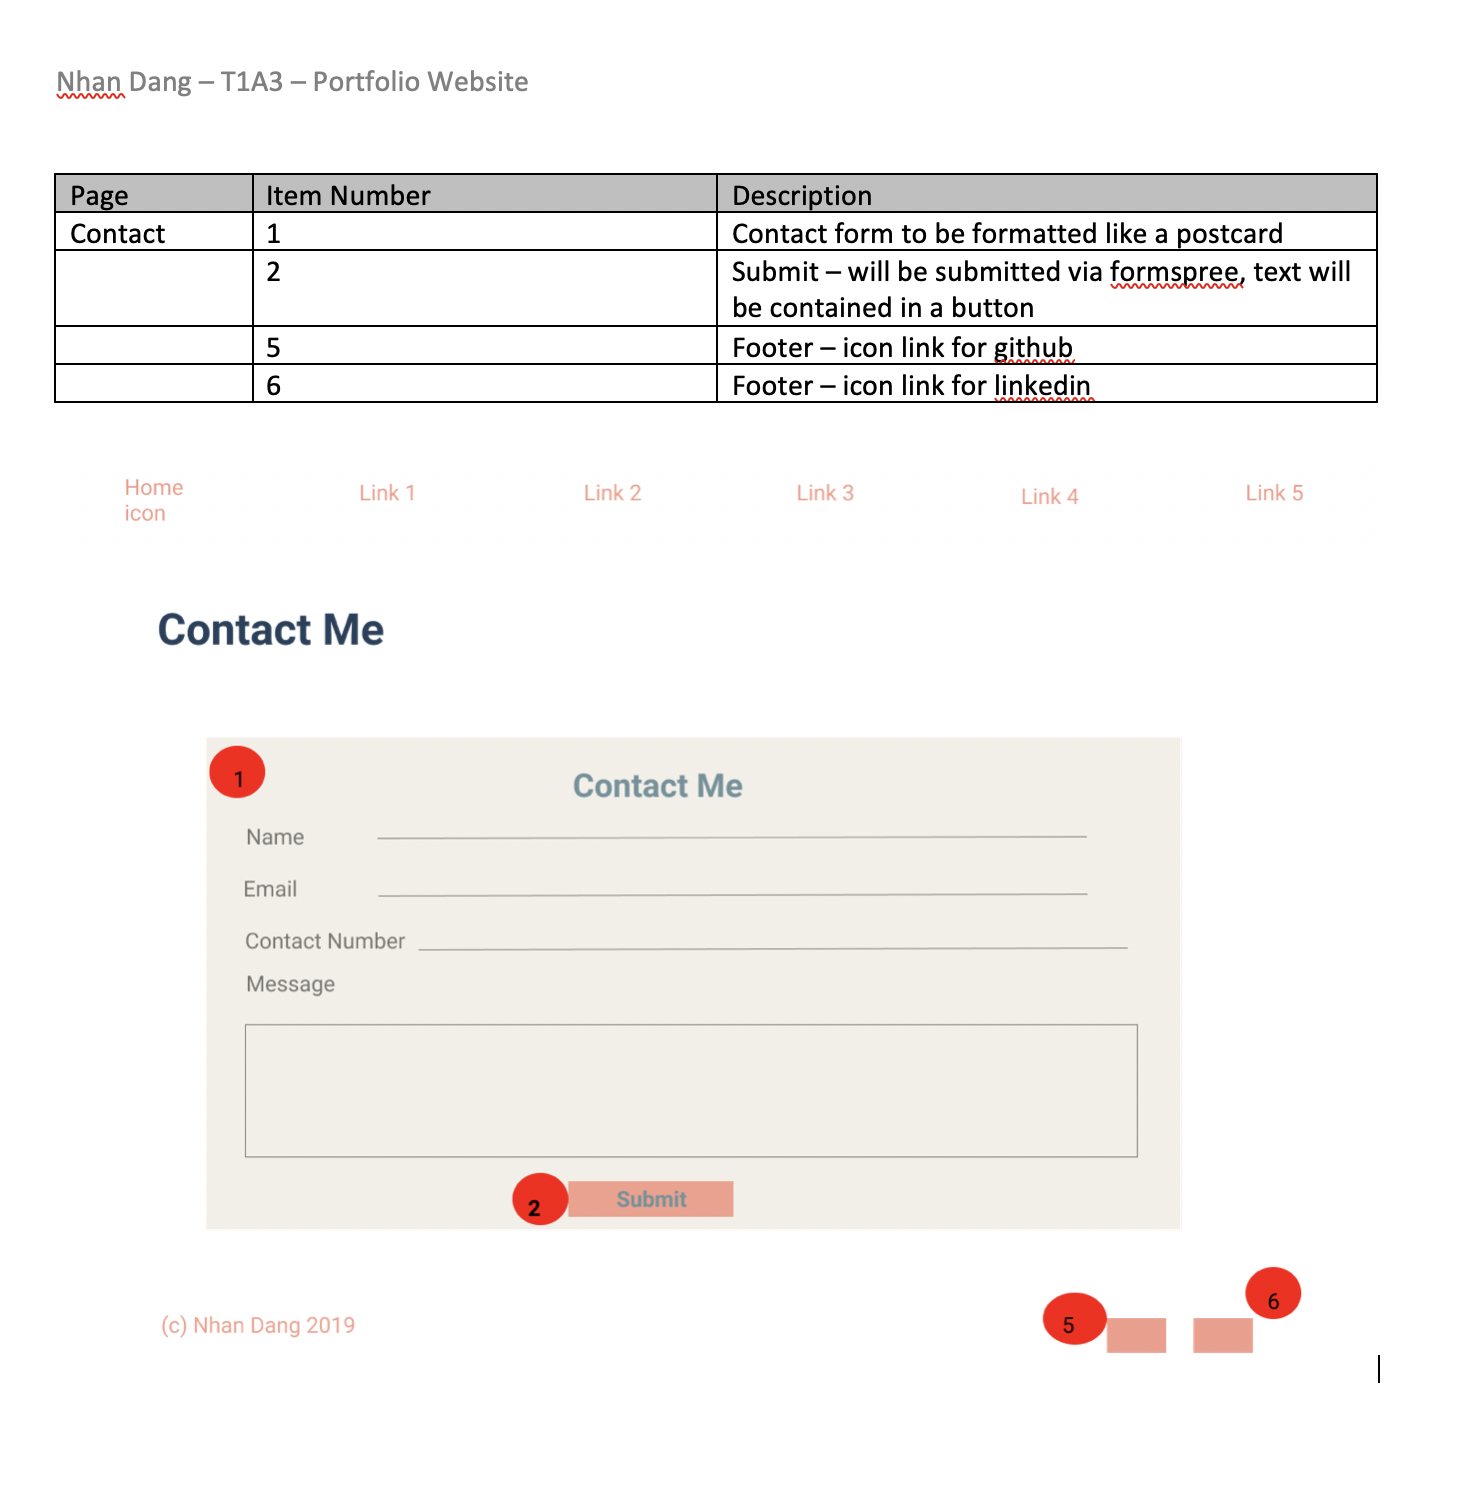 Nhan Dang – T1A3 – Portfolio Website
Page Item Number Description
Contact 1 Contact form to be formatted like a postcard
2 Submit – will be submitted via formspree, text will
be contained in a button
5 Footer – icon link for github
6 Footer – icon link for linkedin
Home
icon
Link 1
Link 2
Link 3
Link 4
Link 5
Contact Me
1
Contact Me
Name
Email
Contact Number
Message
2
Submit
(c) Nhan Dang 2019
5
6